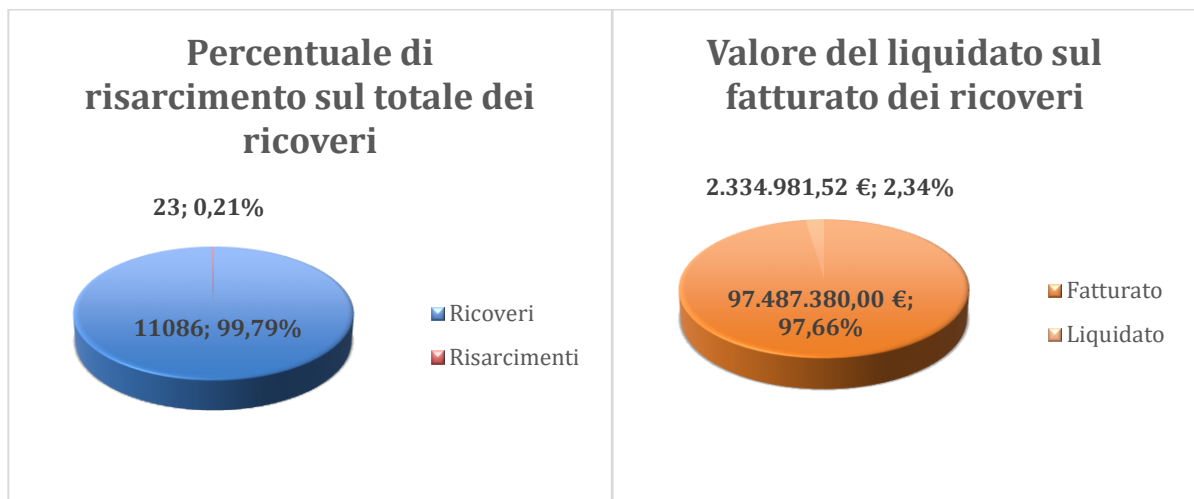 Percentuale di
risarcimento sul totale dei
ricoveri
23; 0,21%
11086; 99,79%
Ricoveri
Risarcimenti
Valore del liquidato sul
fatturato dei ricoveri
2.334.981,52 €; 2,34%
97.487.380,00 €;
97,66%
Fatturato
Liquidato